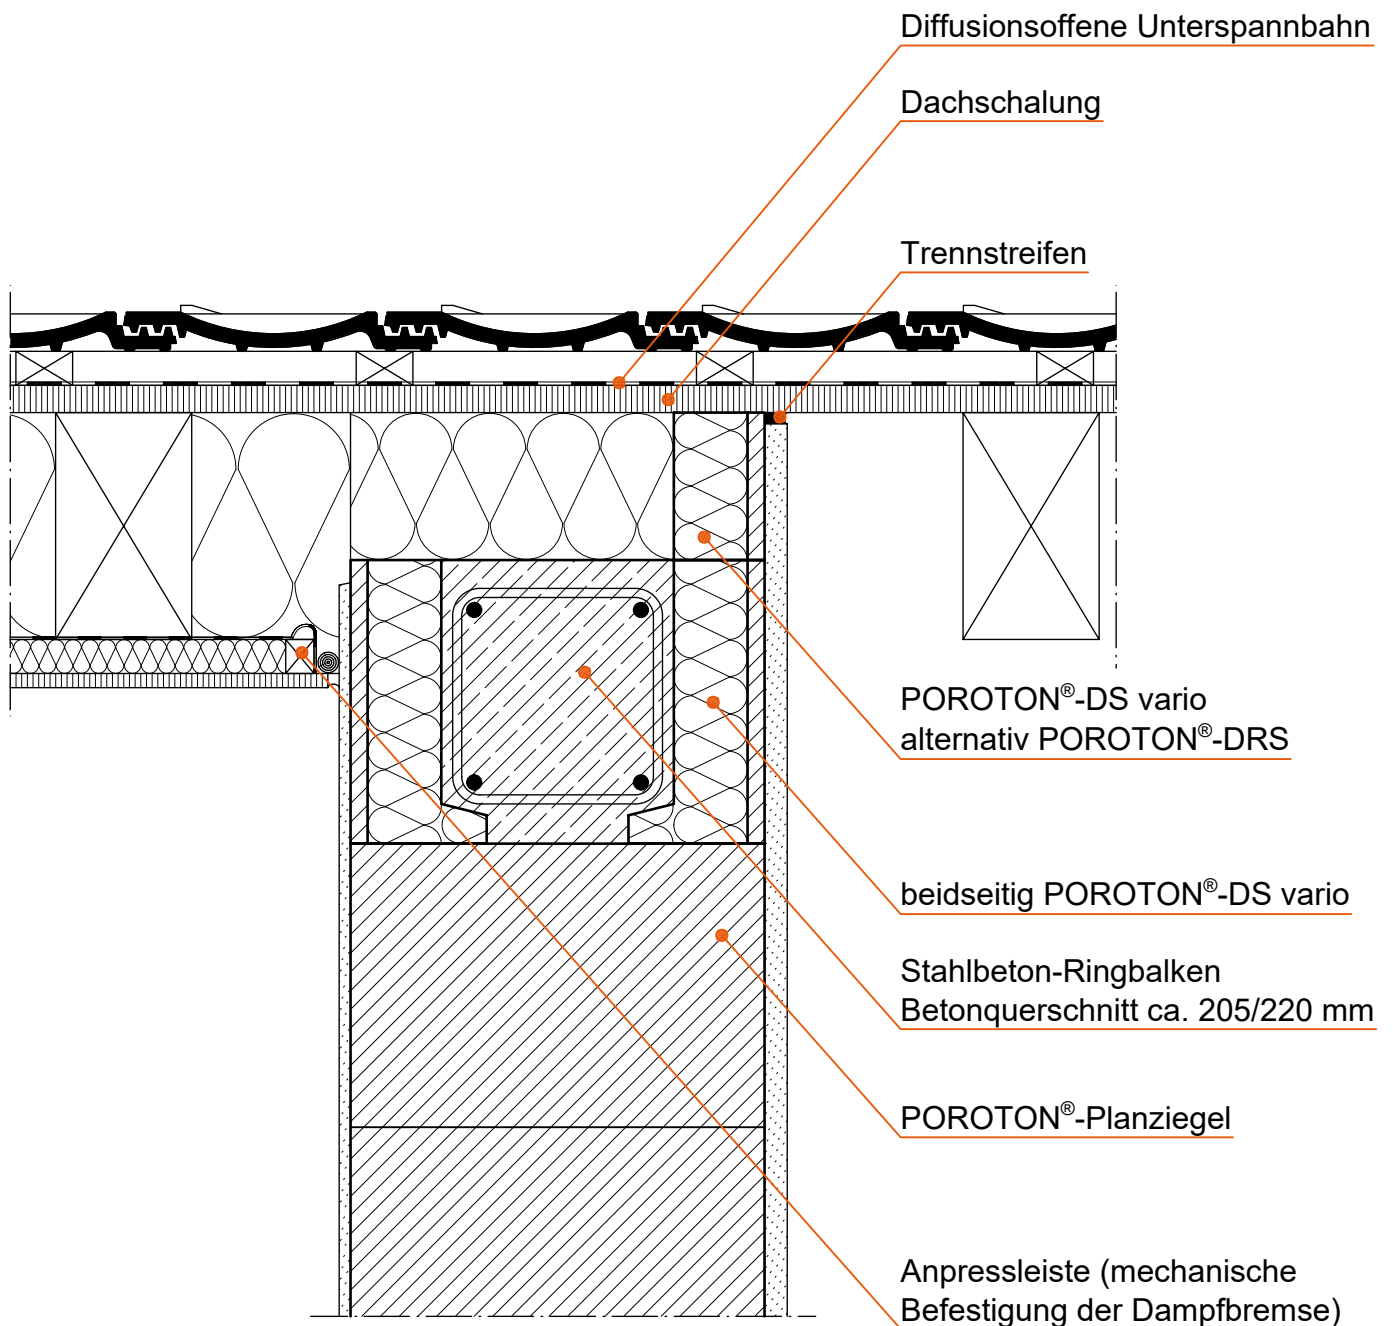 Diffusionsoffene Unterspannbahn
Dachschalung
Trennstreifen
POROTON®-DS vario
alternativ POROTON®-DRS
beidseitig POROTON®-DS vario
Stahlbeton-Ringbalken
Betonquerschnitt ca. 205/220 mm
POROTON®-Planziegel
Anpressleiste (mechanische
Befestigung der Dampfbremse)